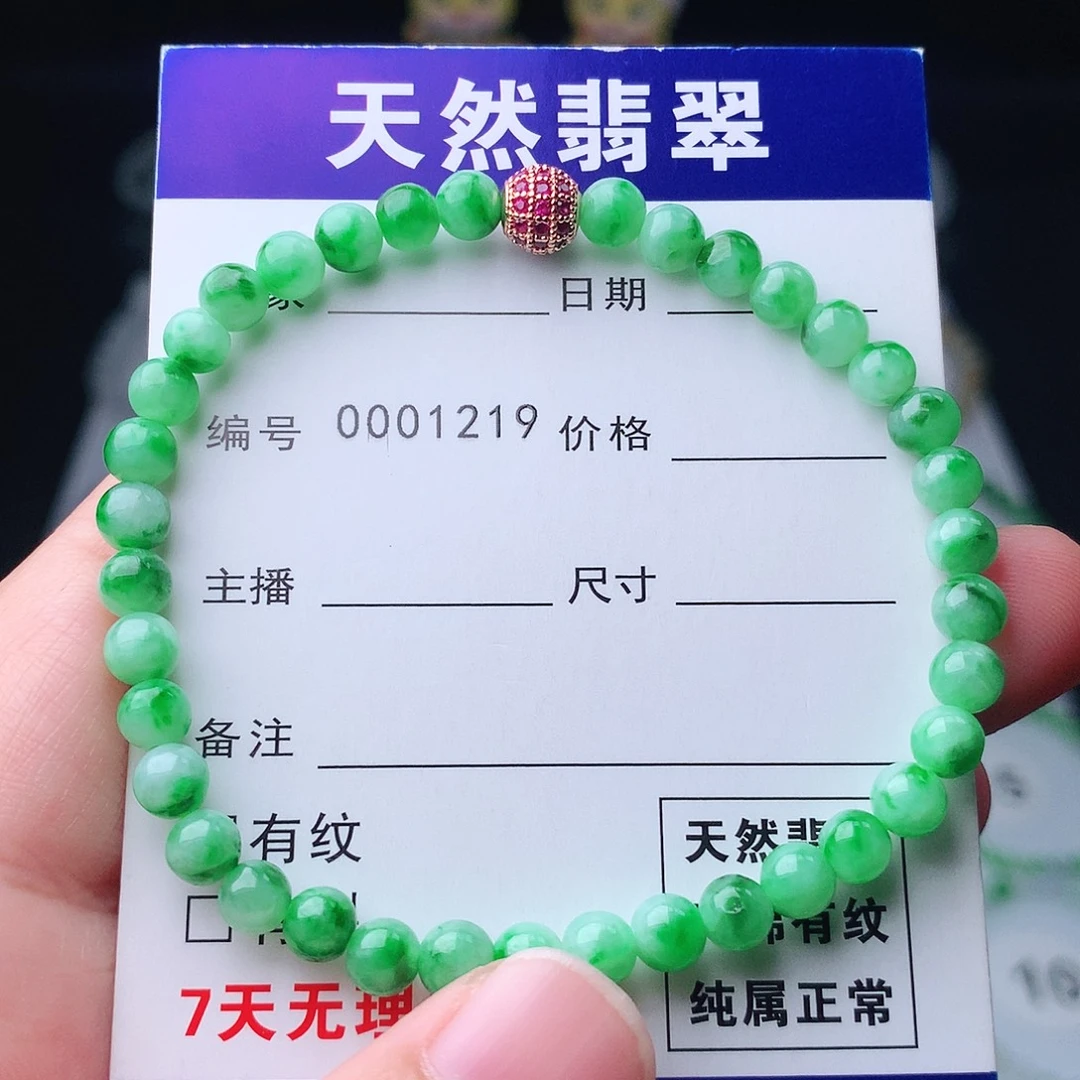 天然翡翠
日期
编号 0001219 价格
主播 尺寸
备注
有纹
天然
有纹
7天无理
纯属正常